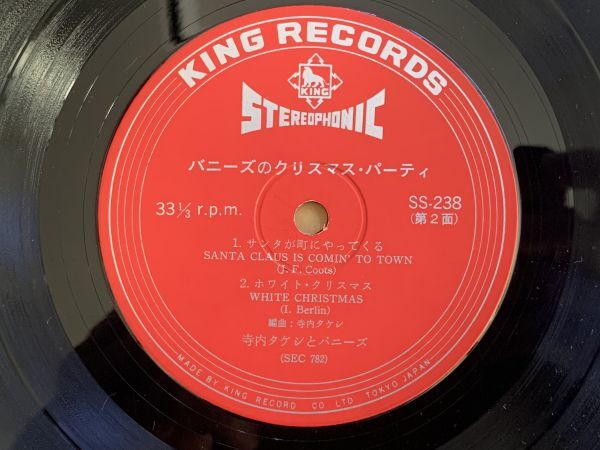 KING RECORDS
KING
STEREOPHONIC
バニーズのクリスマス・パーティ
33 1/3 r.p.m.
SS-238
(第2面)
1. サンタが町にやってくる
SANTA CLAUS IS COMIN' TO TOWN
(J. F. Coots)
2. ホワイト・クリスマス
WHITE CHRISTMAS
(I. Berlin)
編曲：寺内タケシ
寺内タケシとバニーズ
(SEC 782)
MADE BY KING RECORD CO LTD TOKYO JAPAN